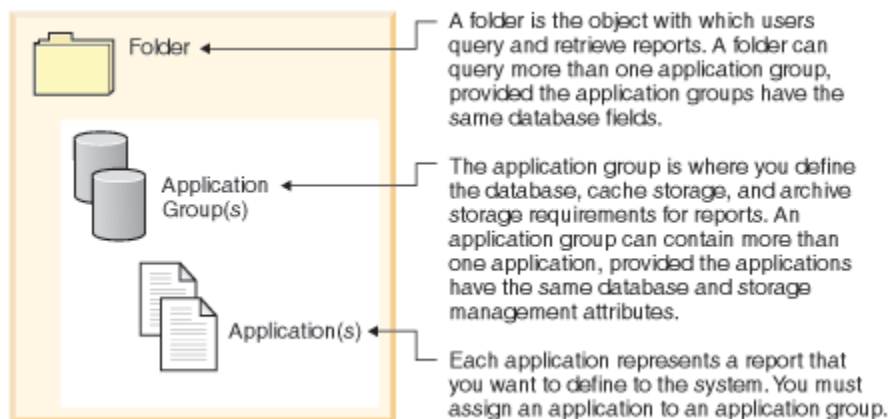 Folder
A folder is the object with which users
query and retrieve reports. A folder can
query more than one application group,
provided the application groups have the
same database fields.
Application
Group(s)
The application group is where you define
the database, cache storage, and archive
storage requirements for reports. An
application group can contain more than
one application, provided the applications
have the same database and storage
management attributes.
Application(s)
Each application represents a report that
you want to define to the system. You must
assign an application to an application group.